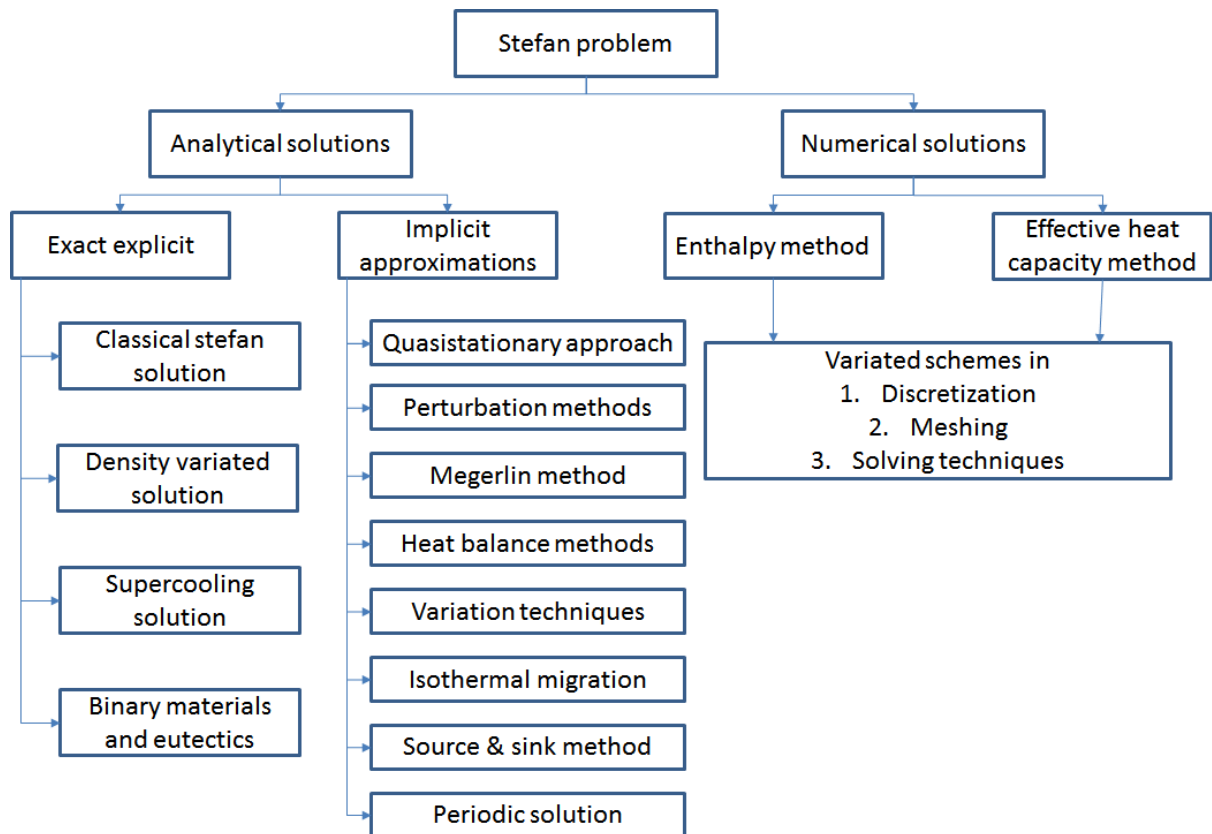 Stefan problem
Analytical solutions
Numerical solutions
Exact explicit
Implicit
approximations
Enthalpy method
Effective heat
capacity method
Classical stefan
solution
Density variated
solution
Supercooling
solution
Binary materials
and eutectics
Quasistationary approach
Perturbation methods
Megerlin method
Heat balance methods
Variation techniques
Isothermal migration
Source & sink method
Periodic solution
Variated schemes in
1. Discretization
2. Meshing
3. Solving techniques